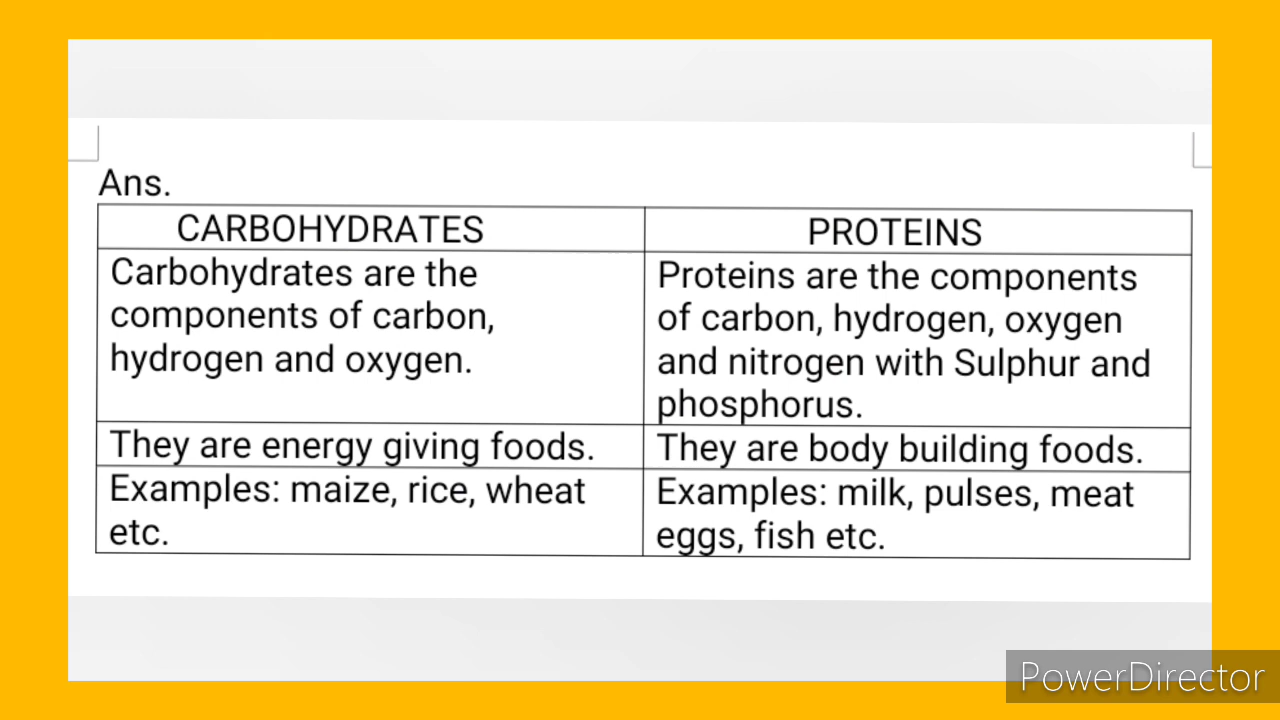 Ans.
CARBOHYDRATES
PROTEINS
Carbohydrates are the
components of carbon,
hydrogen and oxygen.
Proteins are the components
of carbon, hydrogen, oxygen
and nitrogen with Sulphur and
phosphorus.
They are energy giving foods.
They are body building foods.
Examples: maize, rice, wheat
etc.
Examples: milk, pulses, meat
eggs, fish etc.
PowerDirector